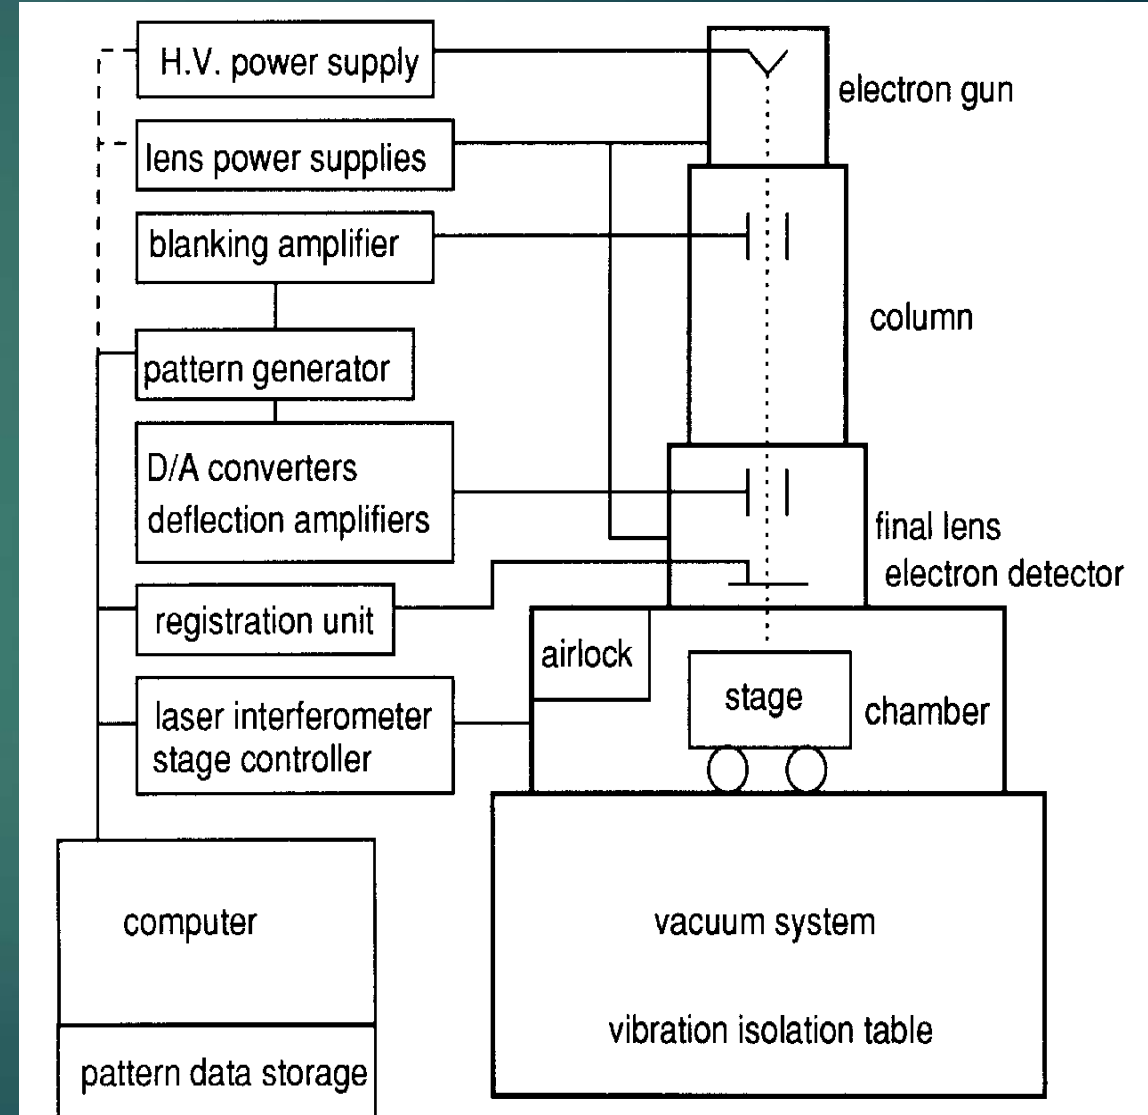 H.V. power supply
electron gun
lens power supplies
blanking amplifier
column
pattern generator
D/A converters
deflection amplifiers
final lens
electron detector
registration unit
airlock
stage
chamber
laser interferometer
stage controller
computer
vacuum system
vibration isolation table
pattern data storage